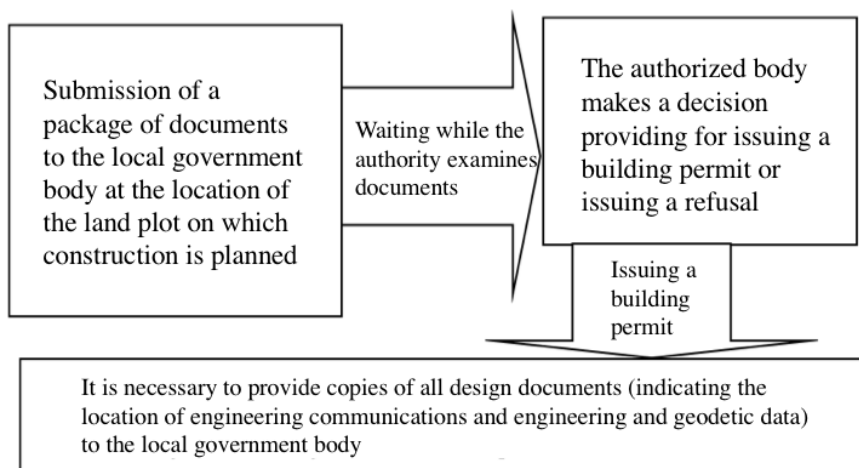 Submission of a
package of documents
to the local government
body at the location of
the land plot on which
construction is planned
Waiting while the
authority examines
documents
The authorized body
makes a decision
providing for issuing a
building permit or
issuing a refusal
Issuing a
building
permit
It is necessary to provide copies of all design documents (indicating the
location of engineering communications and engineering and geodetic data)
to the local government body